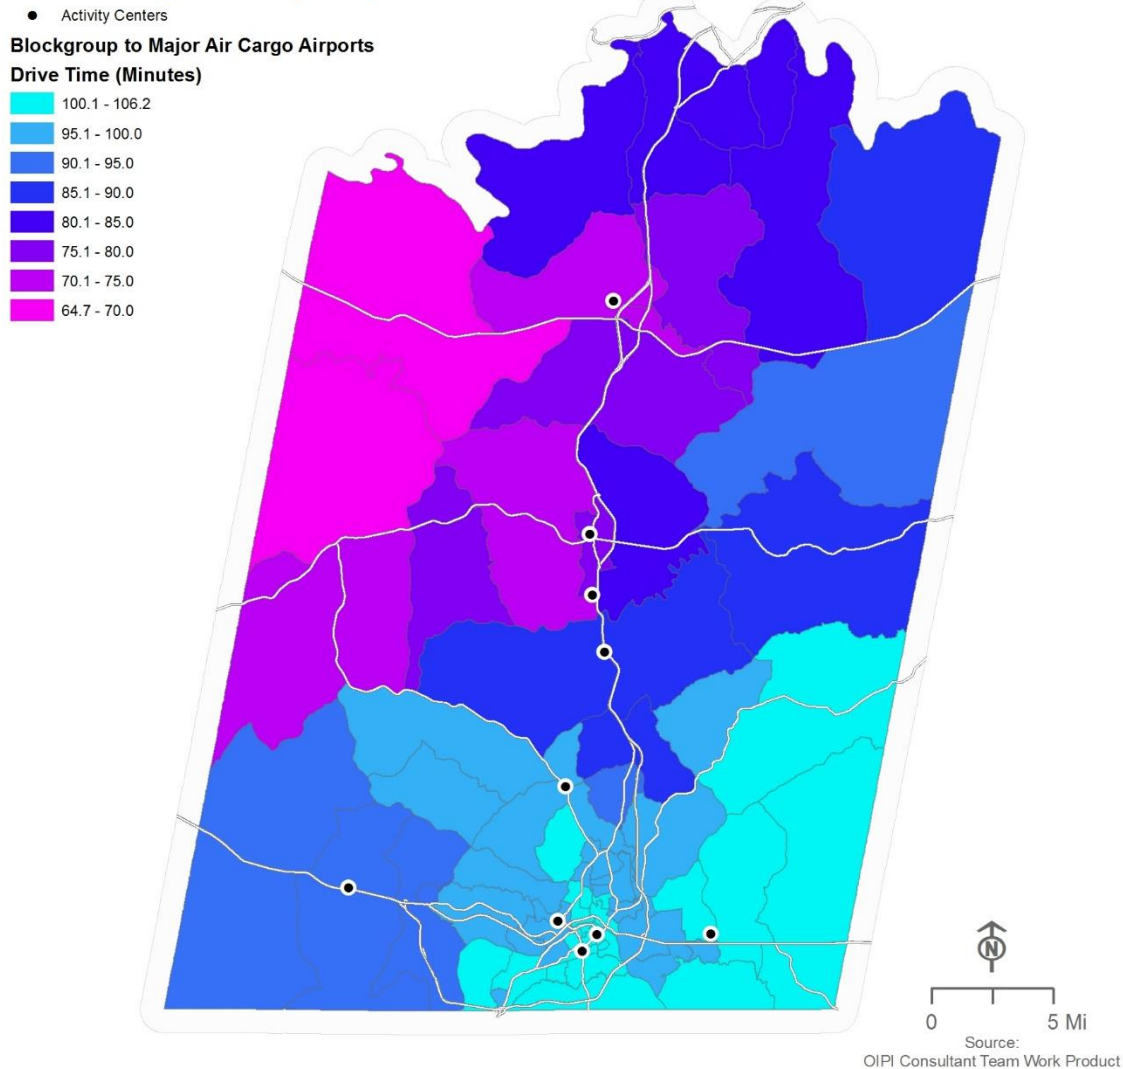 Activity Centers
Blockgroup to Major Air Cargo Airports
Drive Time (Minutes)
100.1 - 106.2
95.1 - 100.0
90.1 - 95.0
85.1 - 90.0
80.1 - 85.0
75.1 - 80.0
70.1 - 75.0
64.7 - 70.0
N
0 5 Mi
Source:
OIPI Consultant Team Work Product